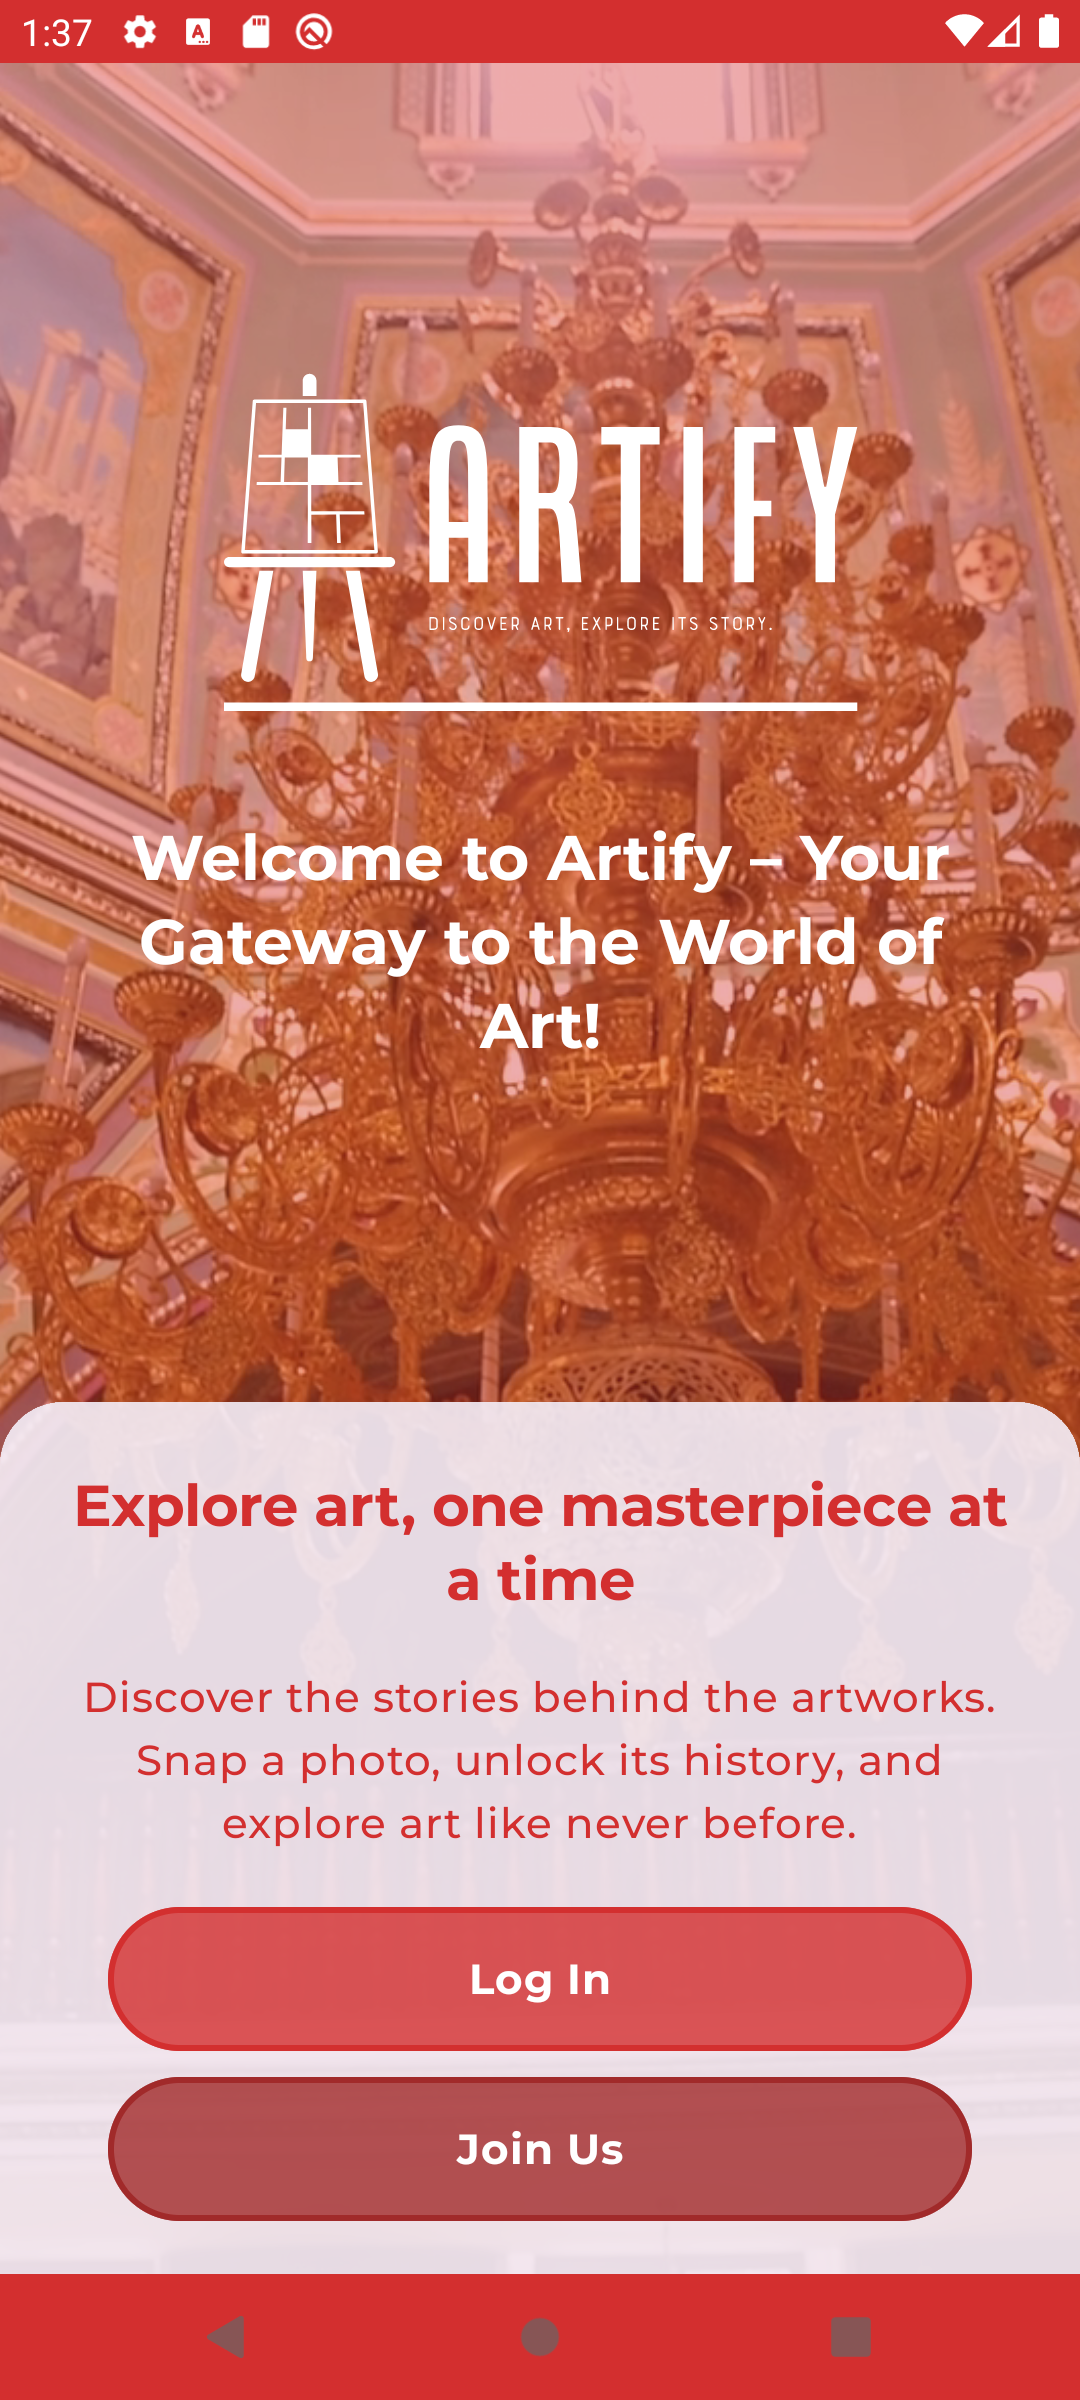 1:37
ARTIFY
DISCOVER ART, EXPLORE ITS STORY.
Welcome to Artify – Your
Gateway to the World of
Art!
Explore art, one masterpiece at
a time
Discover the stories behind the artworks.
Snap a photo, unlock its history, and
explore art like never before.
Log In
Join Us